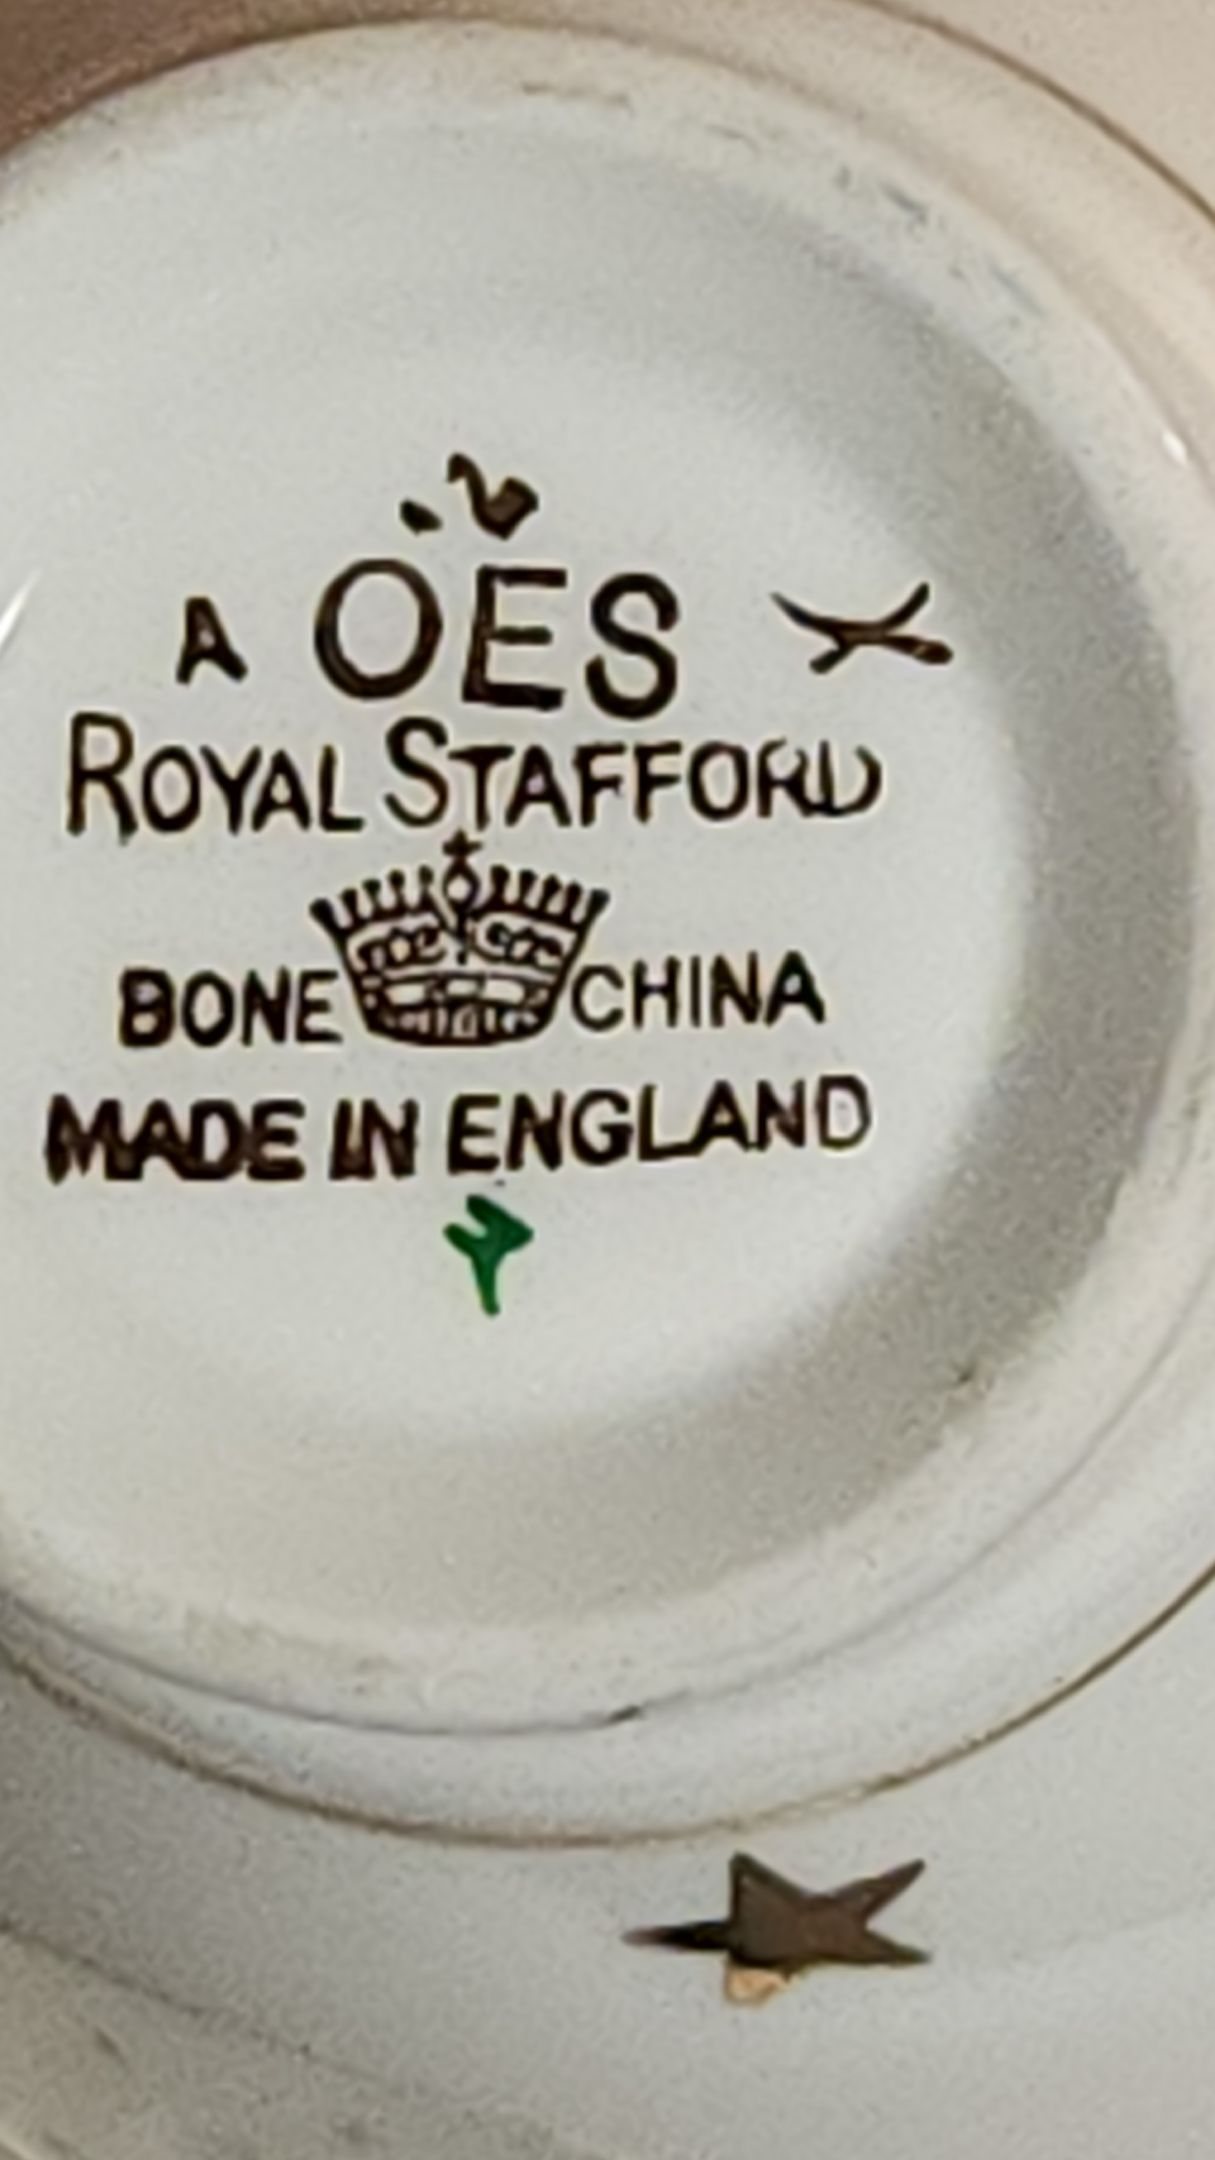 A OES
ROYAL STAFFORD
BONE CHINA
MADE IN ENGLAND